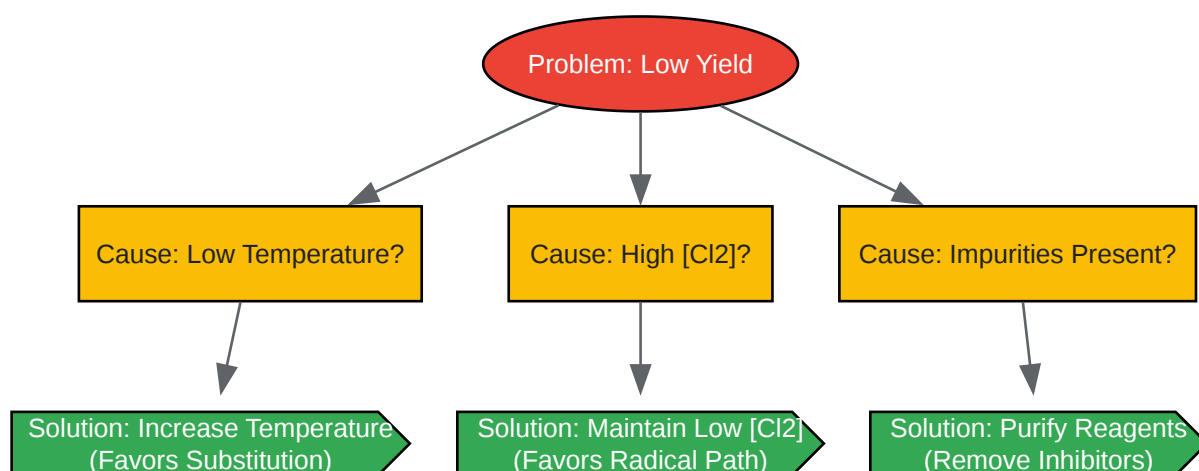 Problem: Low Yield
Cause: Low Temperature?
Cause: High [Cl2]?
Cause: Impurities Present?
Solution: Increase Temperature
(Favors Substitution)
Solution: Maintain Low [Cl2]
(Favors Radical Path)
Solution: Purify Reagents
(Remove Inhibitors)